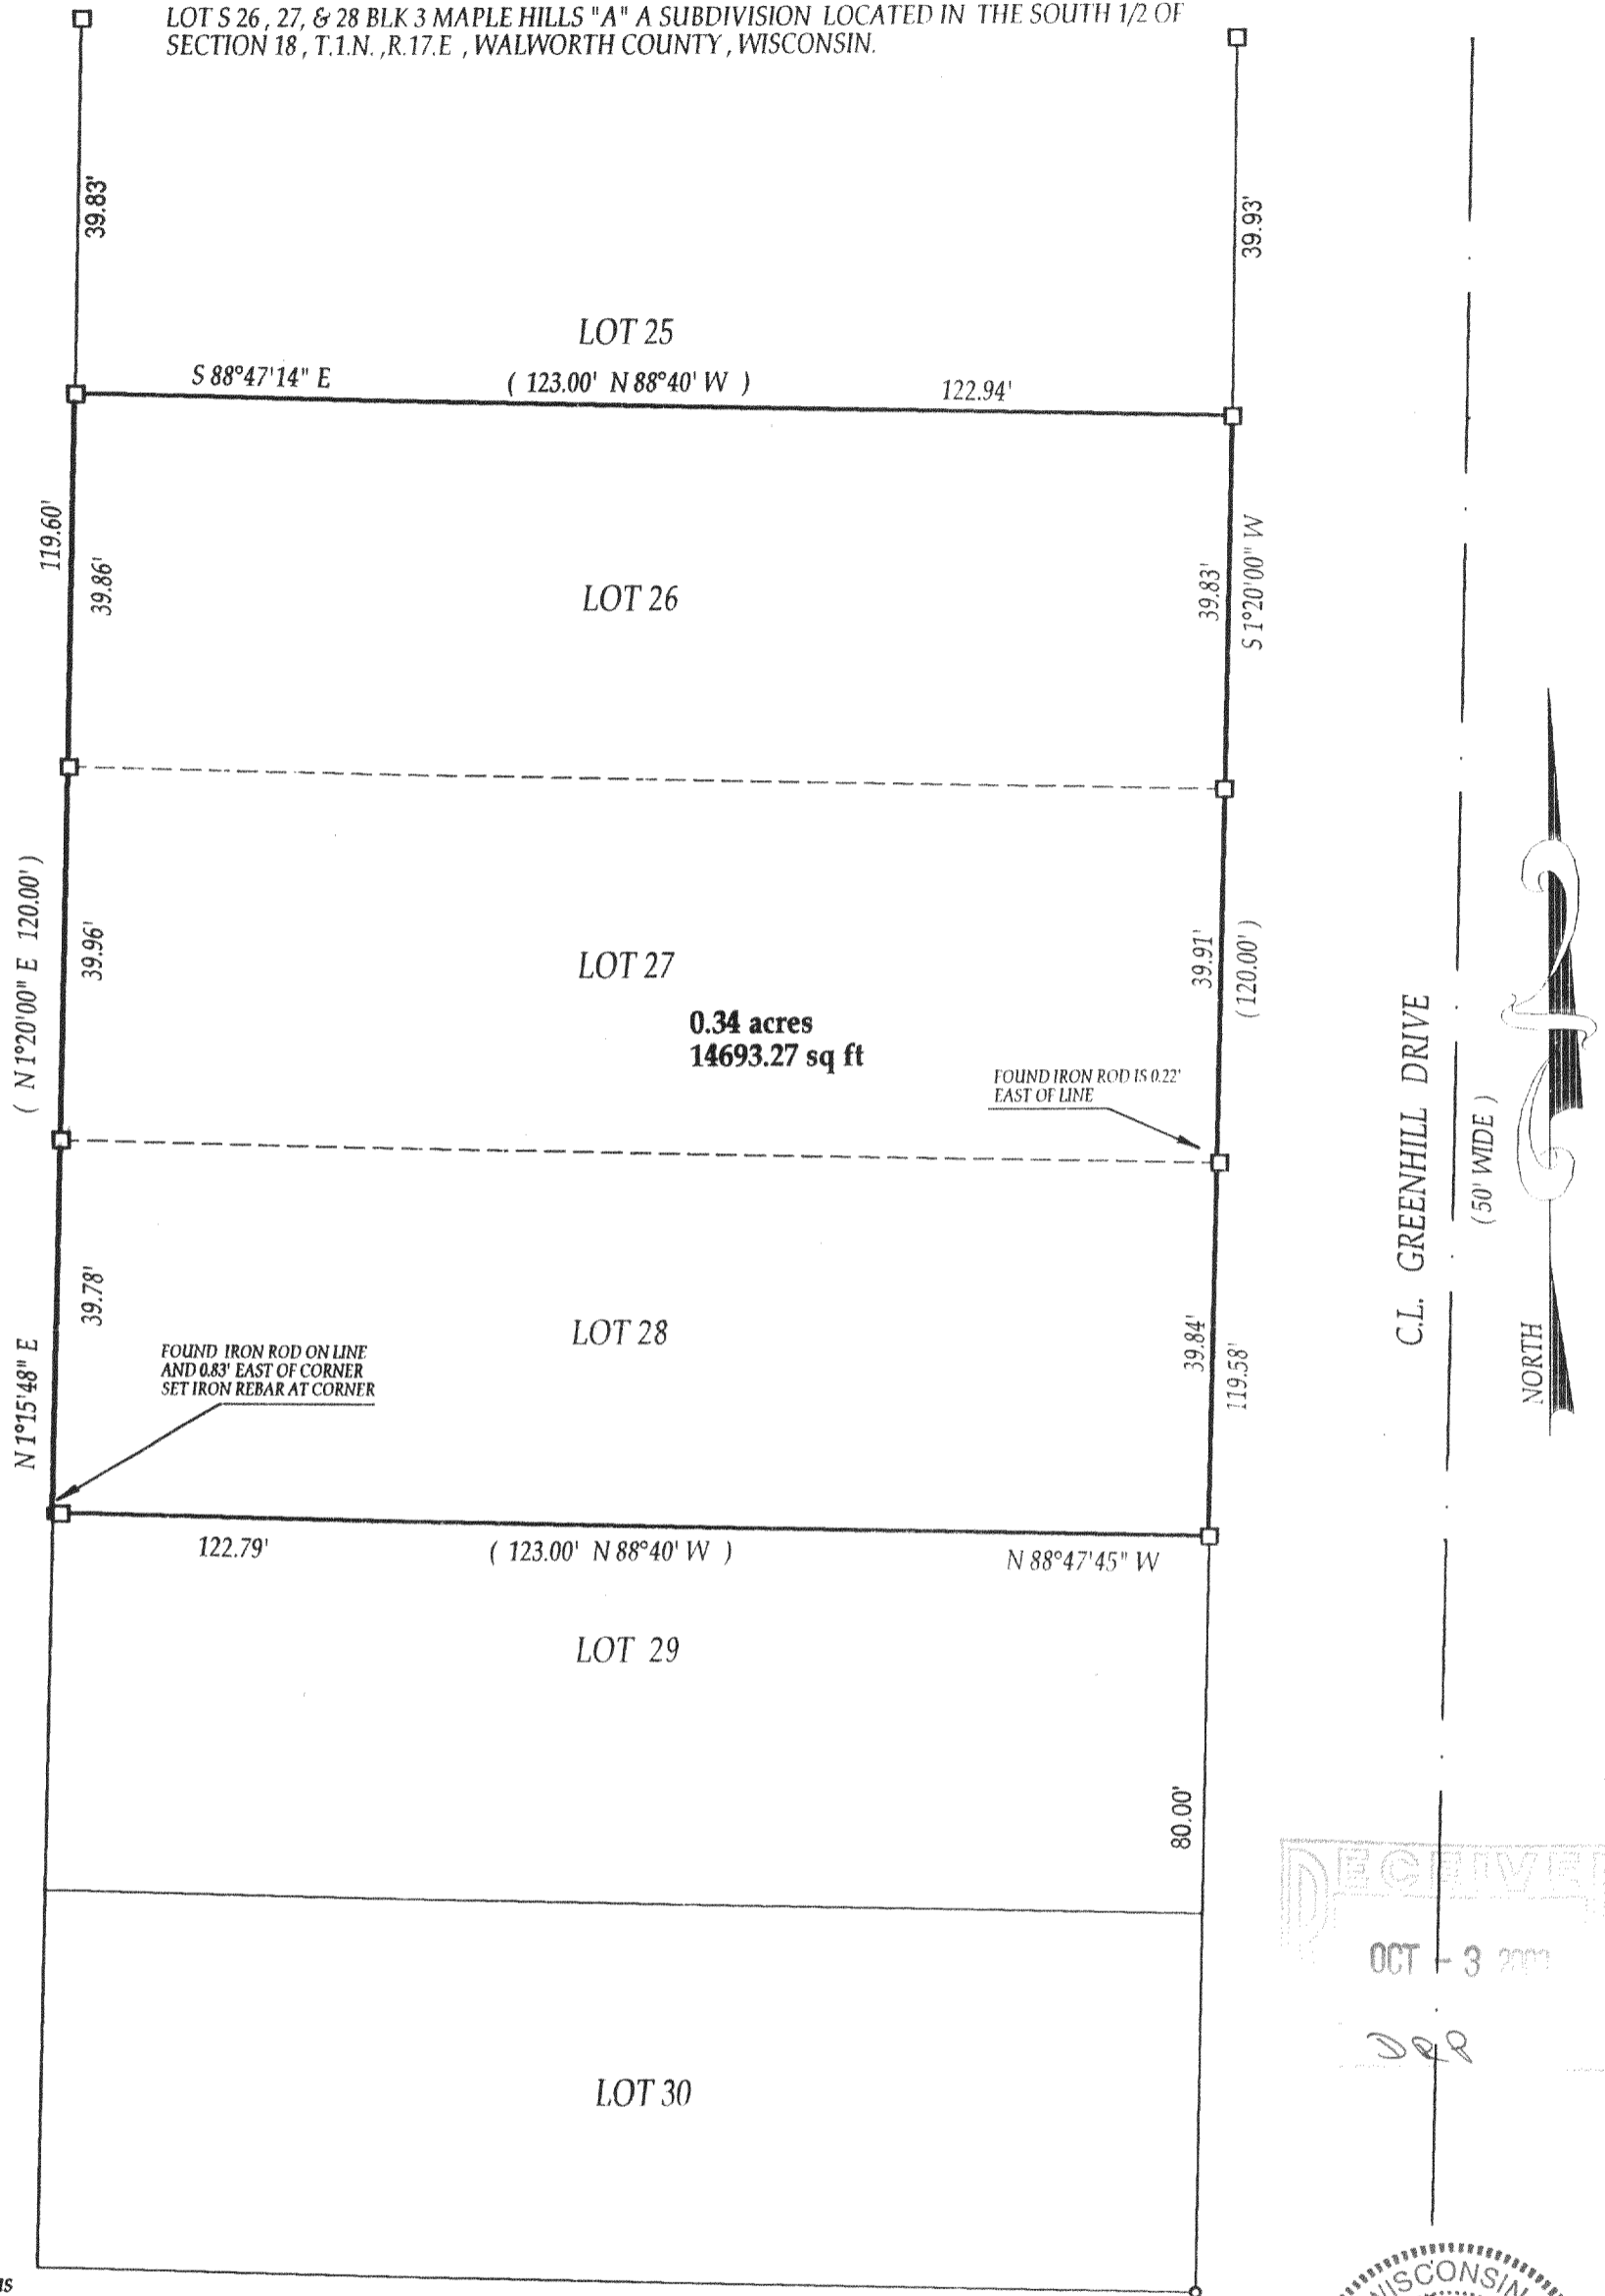 LOT S 26, 27, & 28 BLK 3 MAPLE HILLS "A" A SUBDIVISION LOCATED IN THE SOUTH 1/2 OF
SECTION 18, T.1.N. ,R.17.E , WALWORTH COUNTY, WISCONSIN.
39.83'
39.93'
LOT 25
S 88°47'14" E
( 123.00' N 88°40' W )
122.94'
119.60'
39.86'
LOT 26
39.83'
S 1°20'00" W
( N 1°20'00" E 120.00' )
39.96'
LOT 27
0.34 acres
14693.27 sq ft
39.91'
( 120.00' )
FOUND IRON ROD IS 0.22'
EAST OF LINE
C.L. GREENHILL DRIVE
( 50' WIDE )
NORTH
N 1°15'48" E
39.78'
LOT 28
FOUND IRON ROD ON LINE
AND 0.83' EAST OF CORNER
SET IRON REBAR AT CORNER
39.84'
119.58'
122.79'
( 123.00' N 88°40' W )
N 88°47'45" W
LOT 29
80.00'
RECEIVE
OCT - 3
LOT 30
WISCONSIN